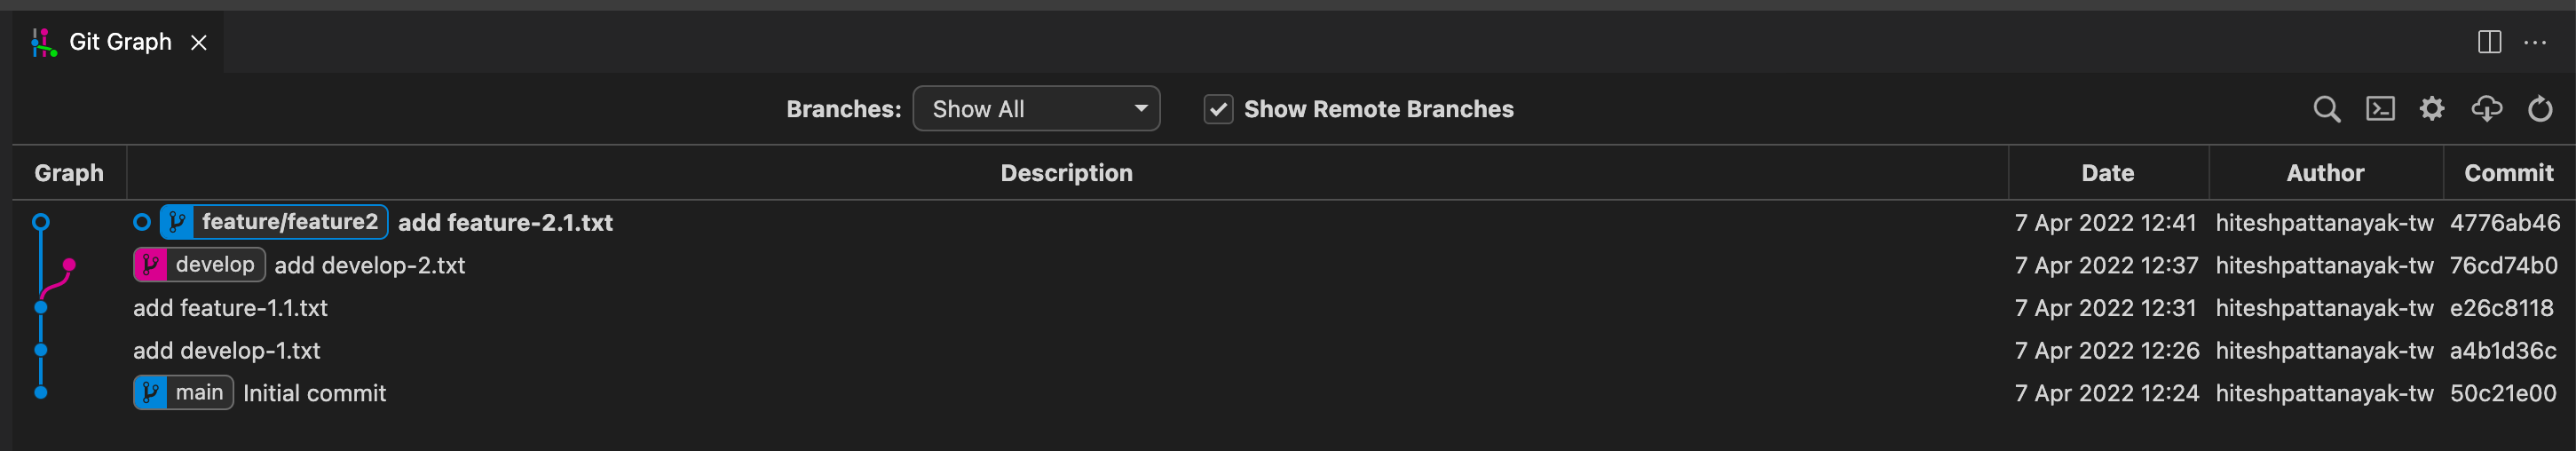 Git Graph
Branches: Show All Show Remote Branches
Graph Description Date Author Commit
feature/feature2 add feature-2.1.txt 7 Apr 2022 12:41 hiteshpattanayak-tw 4776ab46
develop add develop-2.txt 7 Apr 2022 12:37 hiteshpattanayak-tw 76cd74b0
add feature-1.1.txt 7 Apr 2022 12:31 hiteshpattanayak-tw e26c8118
add develop-1.txt 7 Apr 2022 12:26 hiteshpattanayak-tw a4b1d36c
main Initial commit 7 Apr 2022 12:24 hiteshpattanayak-tw 50c21e00